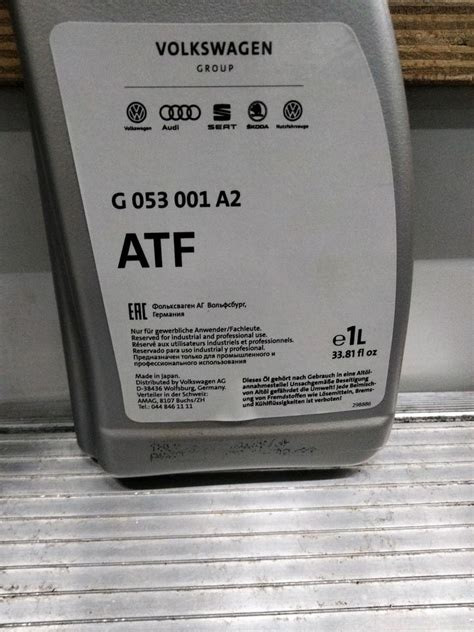 VOLKSWAGEN
GROUP
Volkswagen Audi SEAT ŠKODA Nutzfahrzeuge
G 053 001 A2
ATF
EAC Фольксваген АГ Вольфсбург,
Германия
Nur für gewerbliche Anwender/Fachleute.
Reserved for industrial and professional use.
Réservé aux utilisateurs industriels et professionnels.
Reservado para uso industrial y profesional.
Предназначен только для промышленного и
профессионального использования
℮1L
33.81 fl oz
Made in Japan.
Distributed by Volkswagen AG
D-38436 Wolfsburg, Germany.
Verteiler in der Schweiz:
AMAG, 8107 Buchs/ZH
Tel.: 044 846 11 11
Dieses Öl gehört nach Gebrauch in eine Altöl-
annahmestelle! Unsachgemäße Beseitigung
von Altöl gefährdet die Umwelt! Jede Beimisch-
ung von Fremdstoffen wie Lösemitteln, Brems-
und Kühlflüssigkeiten ist verboten!
298886